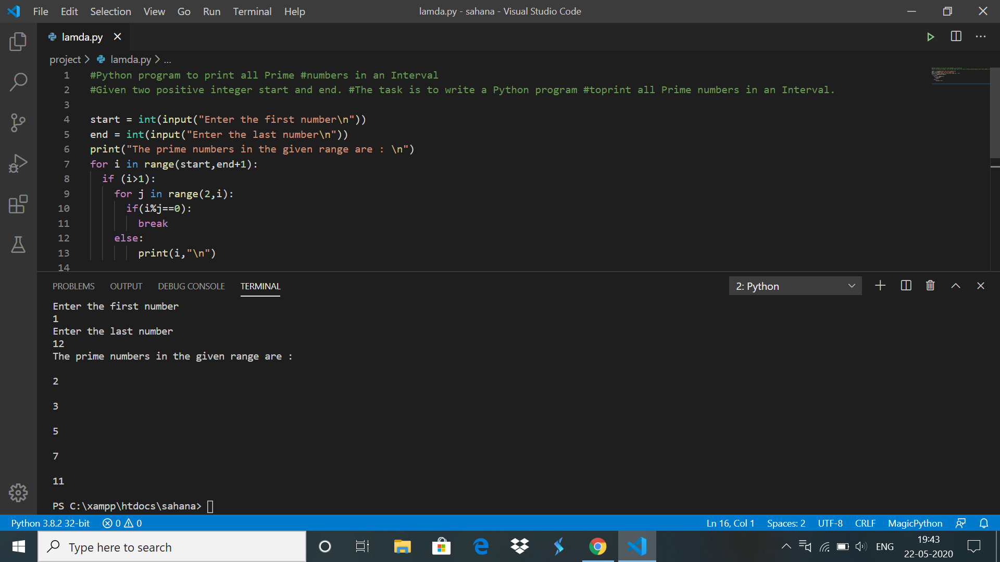 File Edit Selection View Go Run Terminal Help lamda.py - sahana - Visual Studio Code
lamda.py
project > lamda.py > ...
1 #Python program to print all Prime #numbers in an Interval
2 #Given two positive integer start and end. #The task is to write a Python program #toprint all Prime numbers in an Interval.
3
4 start = int(input("Enter the first number\n"))
5 end = int(input("Enter the last number\n"))
6 print("The prime numbers in the given range are : \n")
7 for i in range(start,end+1):
8   if (i>1):
9     for j in range(2,i):
10       if(i%j==0):
11         break
12     else:
13         print(i,"\n")
14
PROBLEMS OUTPUT DEBUG CONSOLE TERMINAL 2: Python
Enter the first number
1
Enter the last number
12
The prime numbers in the given range are :
2
3
5
7
11
PS C:\xampp\htdocs\sahana>
Python 3.8.2 32-bit 0 0 Ln 16, Col 1 Spaces: 2 UTF-8 CRLF MagicPython
Type here to search ENG 19:43
22-05-2020